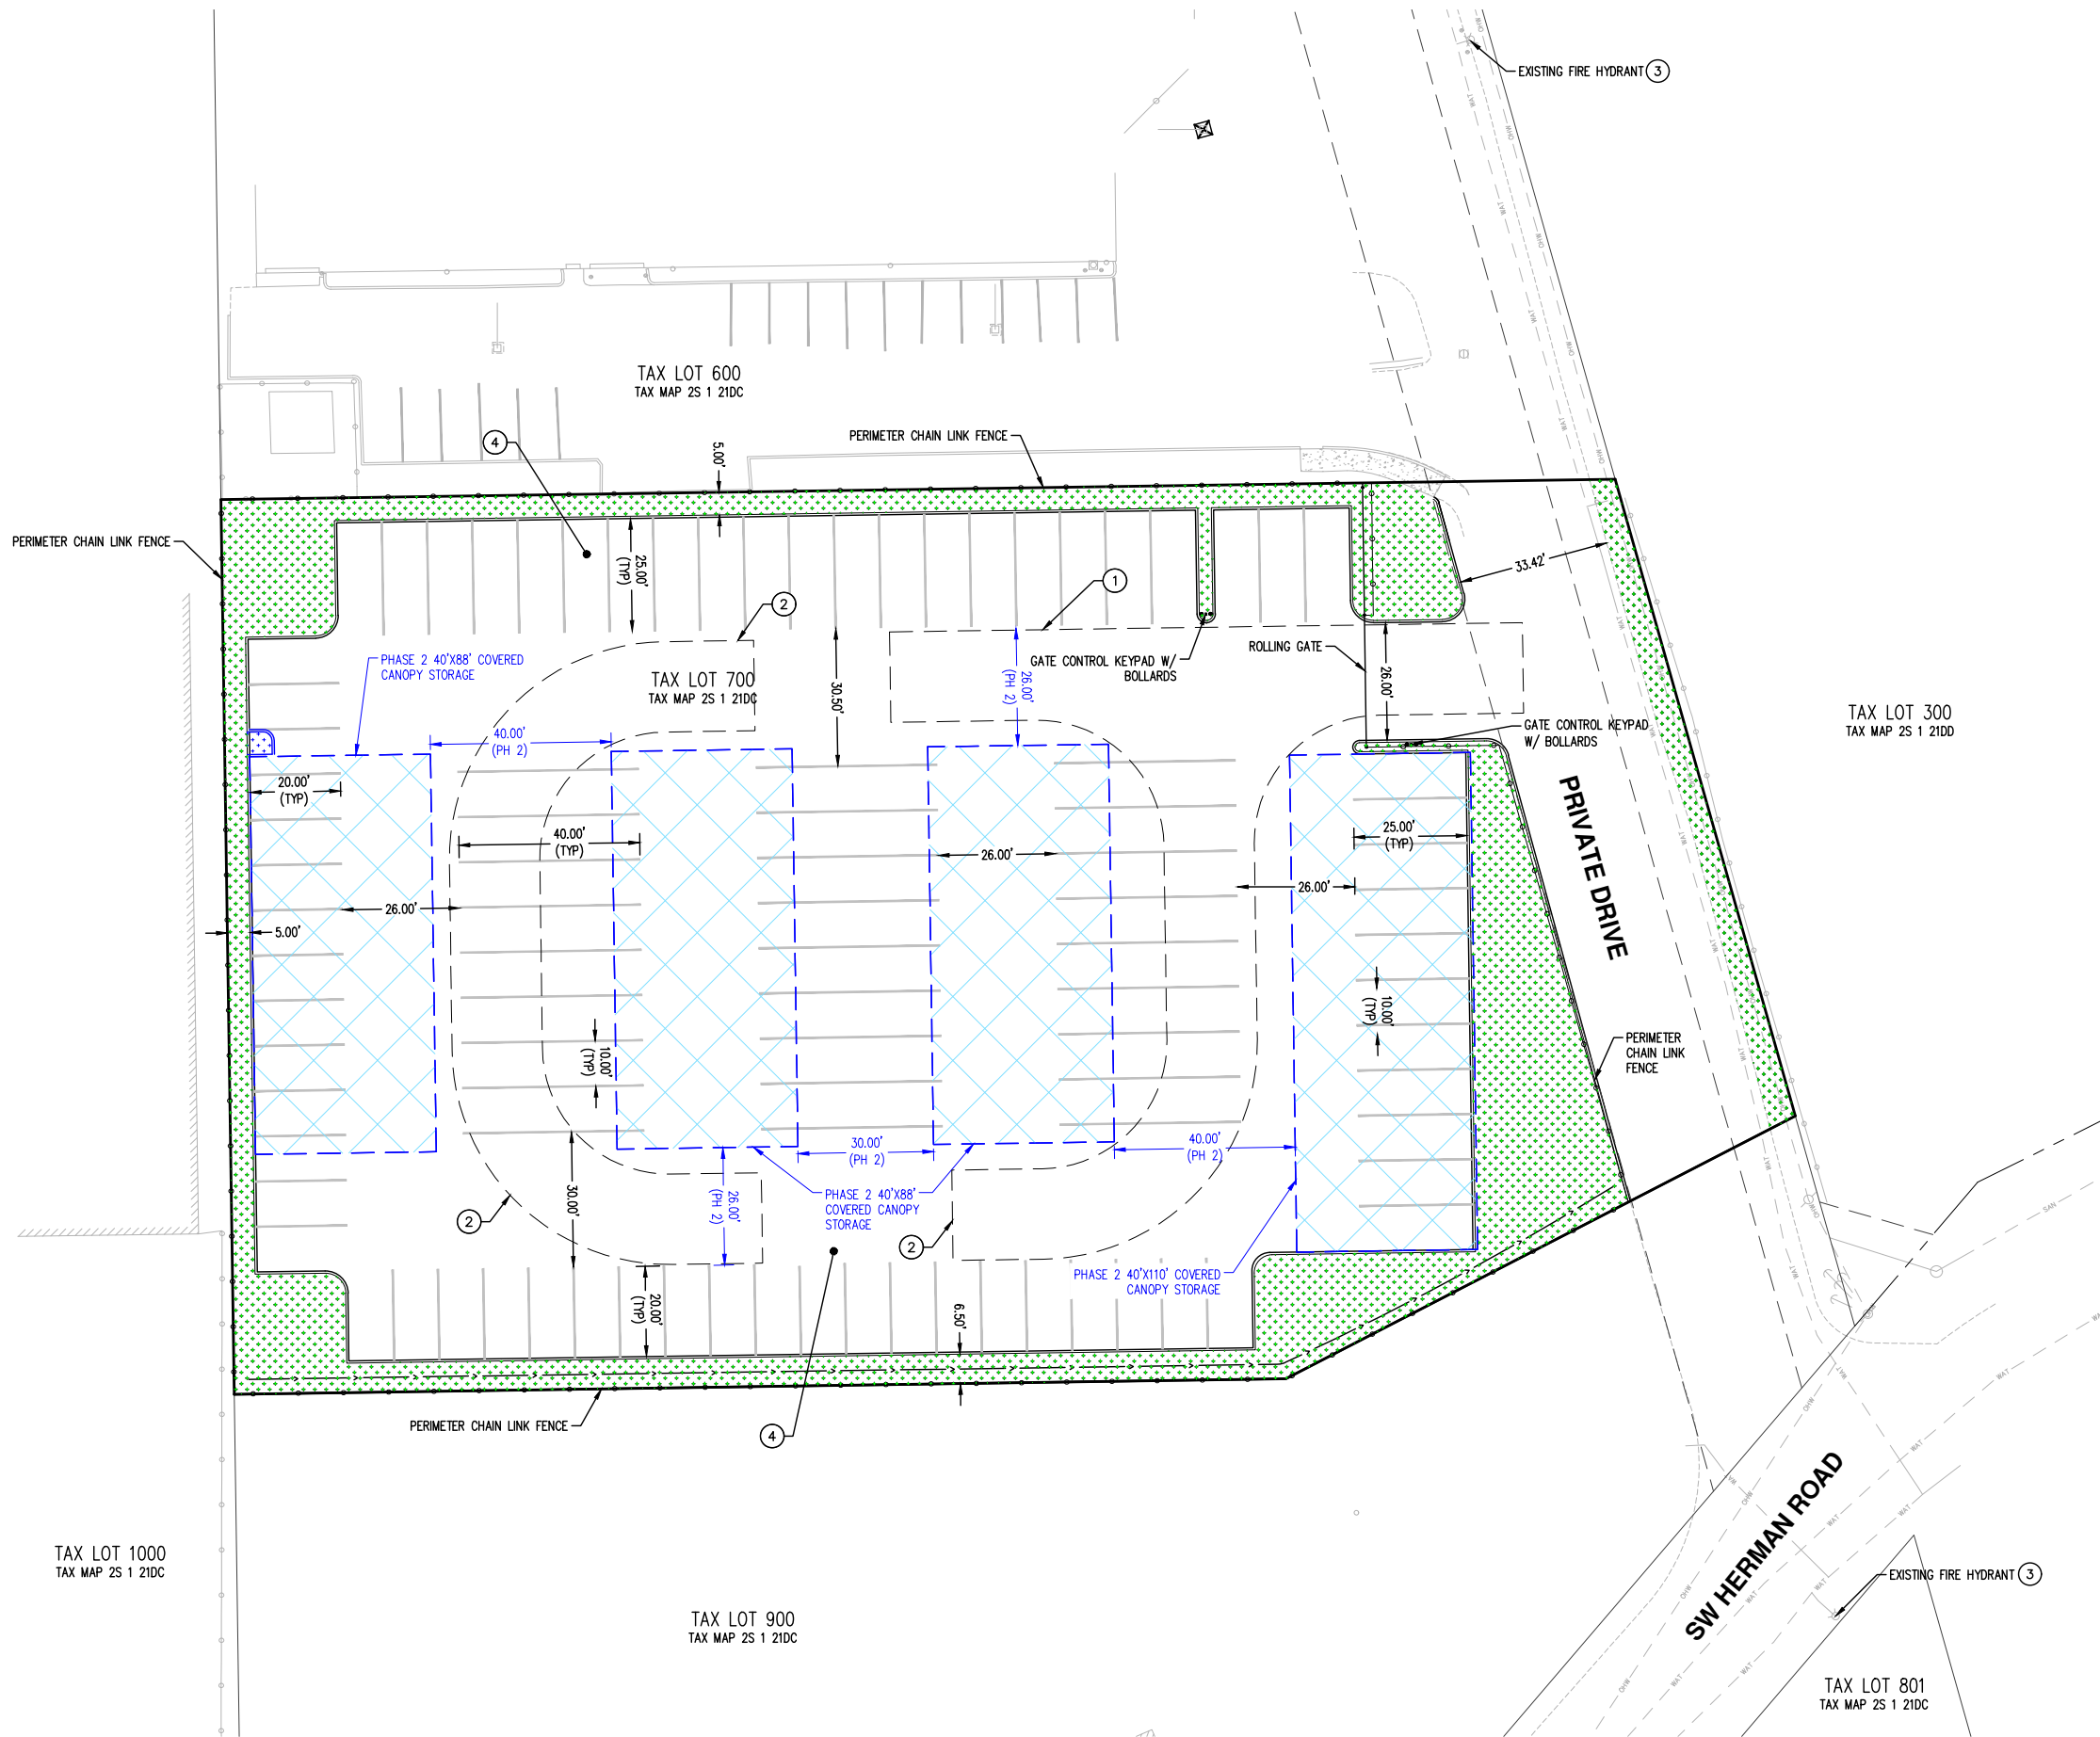 EXISTING FIRE HYDRANT 3
TAX LOT 600
TAX MAP 2S 1 21DC
4
5.00'
PERIMETER CHAIN LINK FENCE
PERIMETER CHAIN LINK FENCE
25.00'
(TYP)
33.42'
1
2
PHASE 2 40'X88' COVERED
CANOPY STORAGE
TAX LOT 700
TAX MAP 2S 1 21DC
30.50'
26.00'
(PH 2)
GATE CONTROL KEYPAD W/
BOLLARDS
ROLLING GATE
26.00'
GATE CONTROL KEYPAD
W/ BOLLARDS
TAX LOT 300
TAX MAP 2S 1 21DD
40.00'
(PH 2)
20.00'
(TYP)
40.00'
(TYP)
26.00'
25.00'
(TYP)
26.00'
26.00'
5.00'
PRIVATE DRIVE
10.00'
(TYP)
10.00'
(TYP)
PERIMETER
CHAIN LINK
FENCE
30.00'
(PH 2)
40.00'
(PH 2)
30.00'
26.00'
(PH 2)
PHASE 2 40'X88'
COVERED CANOPY
STORAGE
2
2
PHASE 2 40'X110' COVERED
CANOPY STORAGE
20.00'
(TYP)
6.50'
PERIMETER CHAIN LINK FENCE
4
SW HERMAN ROAD
TAX LOT 1000
TAX MAP 2S 1 21DC
TAX LOT 900
TAX MAP 2S 1 21DC
EXISTING FIRE HYDRANT 3
TAX LOT 801
TAX MAP 2S 1 21DC
OHW
WAT
SAN